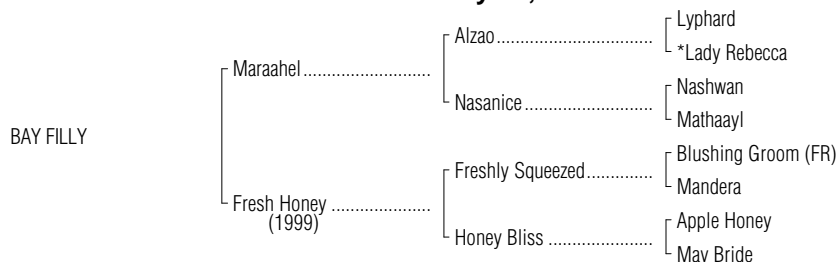 Lyphard
Alzao
*Lady Rebecca
Maraahel
Nashwan
Nasanice
Mathaayl
BAY FILLY
Blushing Groom (FR)
Freshly Squeezed
Mandera
Fresh Honey
(1999)
Apple Honey
Honey Bliss
May Bride